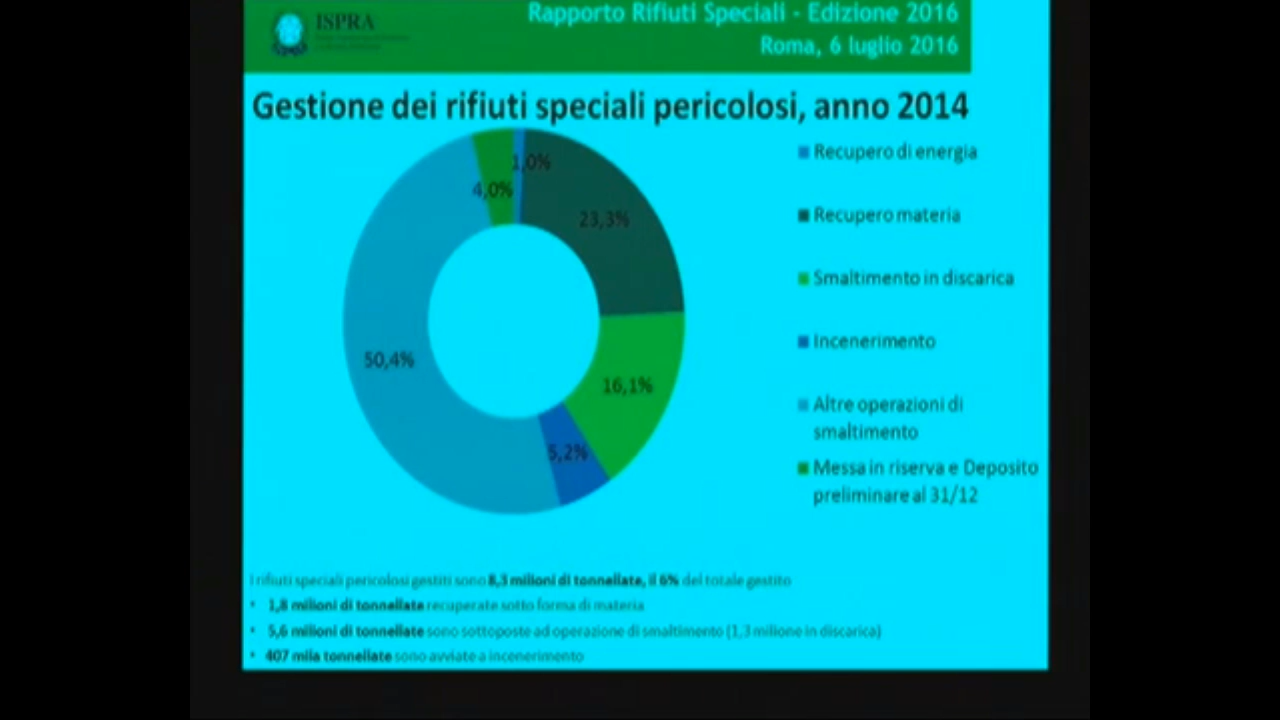 ISPRA
Rapporto Rifiuti Speciali - Edizione 2016
Roma, 6 luglio 2016
Gestione dei rifiuti speciali pericolosi, anno 2014
1,0%
4,0%
23,3%
50,4%
16,1%
5,2%
Recupero di energia
Recupero materia
Smaltimento in discarica
Incenerimento
Altre operazioni di
smaltimento
Messa in riserva e Deposito
preliminare al 31/12
I rifiuti speciali pericolosi gestiti sono 8,3 milioni di tonnellate, il 6% del totale gestito
• 1,8 milioni di tonnellate recuperate sotto forma di materia
• 5,6 milioni di tonnellate sono sottoposte ad operazione di smaltimento (1,3 milione in discarica)
• 407 mila tonnellate sono avviate a incenerimento